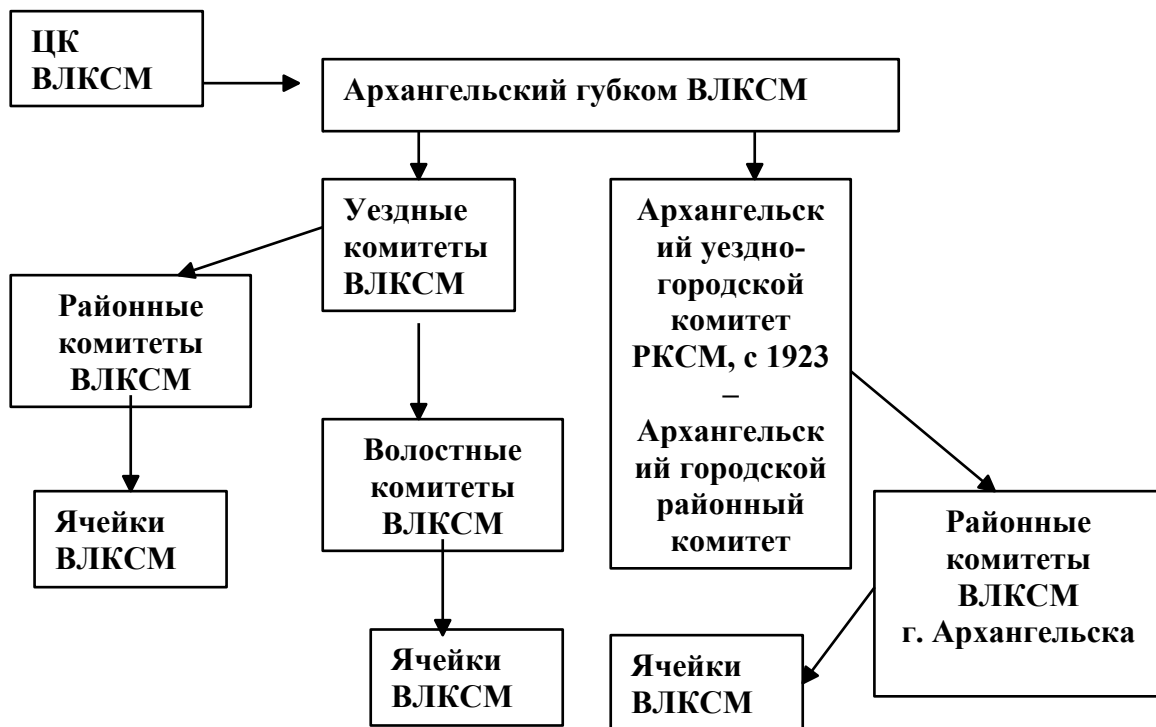 ЦК
ВЛКСМ
Архангельский губком ВЛКСМ
Уездные
комитеты
ВЛКСМ
Архангельск
ий уездно-
городской
комитет
РКСМ, с 1923
–
Архангельск
ий городской
районный
комитет
Районные
комитеты
ВЛКСМ
Волостные
комитеты
ВЛКСМ
Ячейки
ВЛКСМ
Районные
комитеты
ВЛКСМ
г. Архангельска
Ячейки
ВЛКСМ
Ячейки
ВЛКСМ